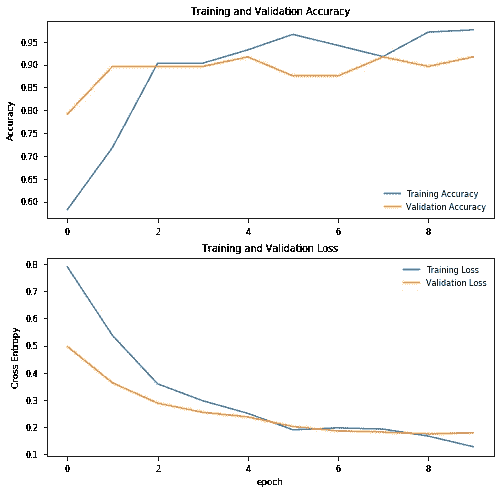 Training and Validation Accuracy
0.95
0.90
0.85
0.80
0.75
0.70
0.65
0.60
Accuracy
Training Accuracy
Validation Accuracy
0 2 4 6 8
Training and Validation Loss
0.8
0.7
0.6
0.5
0.4
0.3
0.2
0.1
Cross Entropy
Training Loss
Validation Loss
0 2 4 6 8
epoch